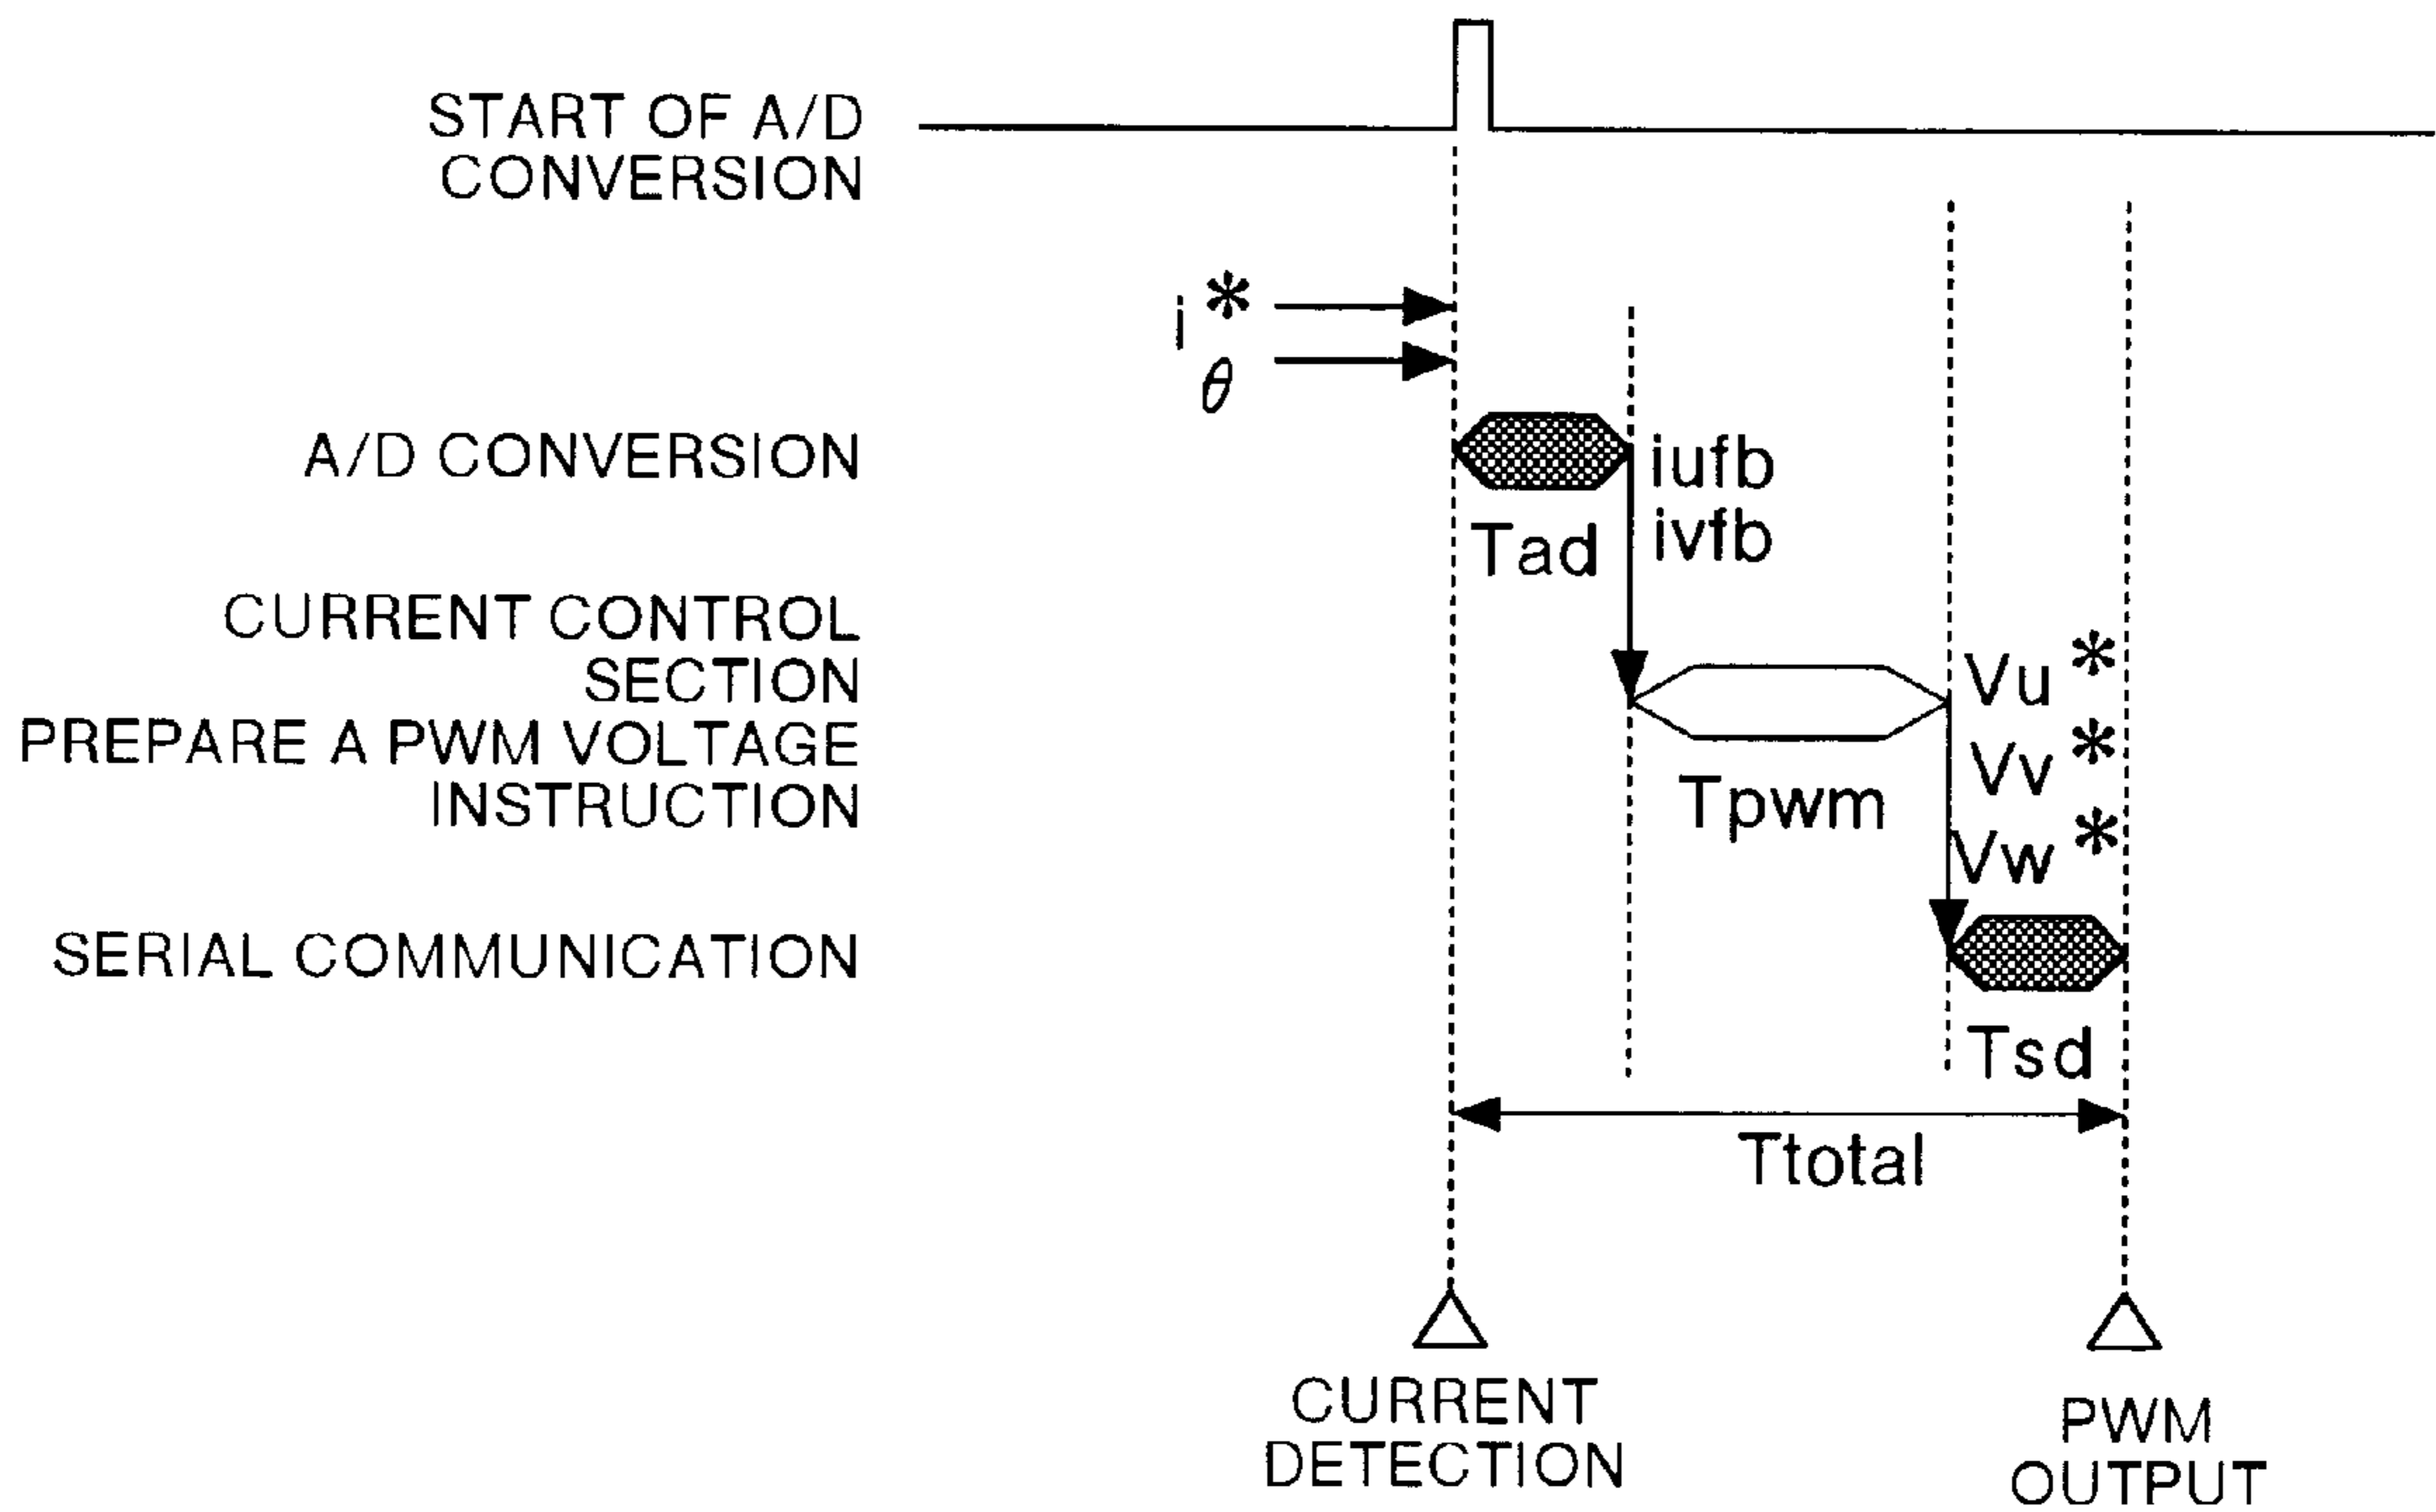 START OF A/D
CONVERSION
i *
θ
A/D CONVERSION
iufb
ivfb
Tad
CURRENT CONTROL
SECTION
PREPARE A PWM VOLTAGE
INSTRUCTION
Vu *
Vv *
Vw *
Tpwm
SERIAL COMMUNICATION
Tsd
Ttotal
CURRENT
DETECTION
PWM
OUTPUT